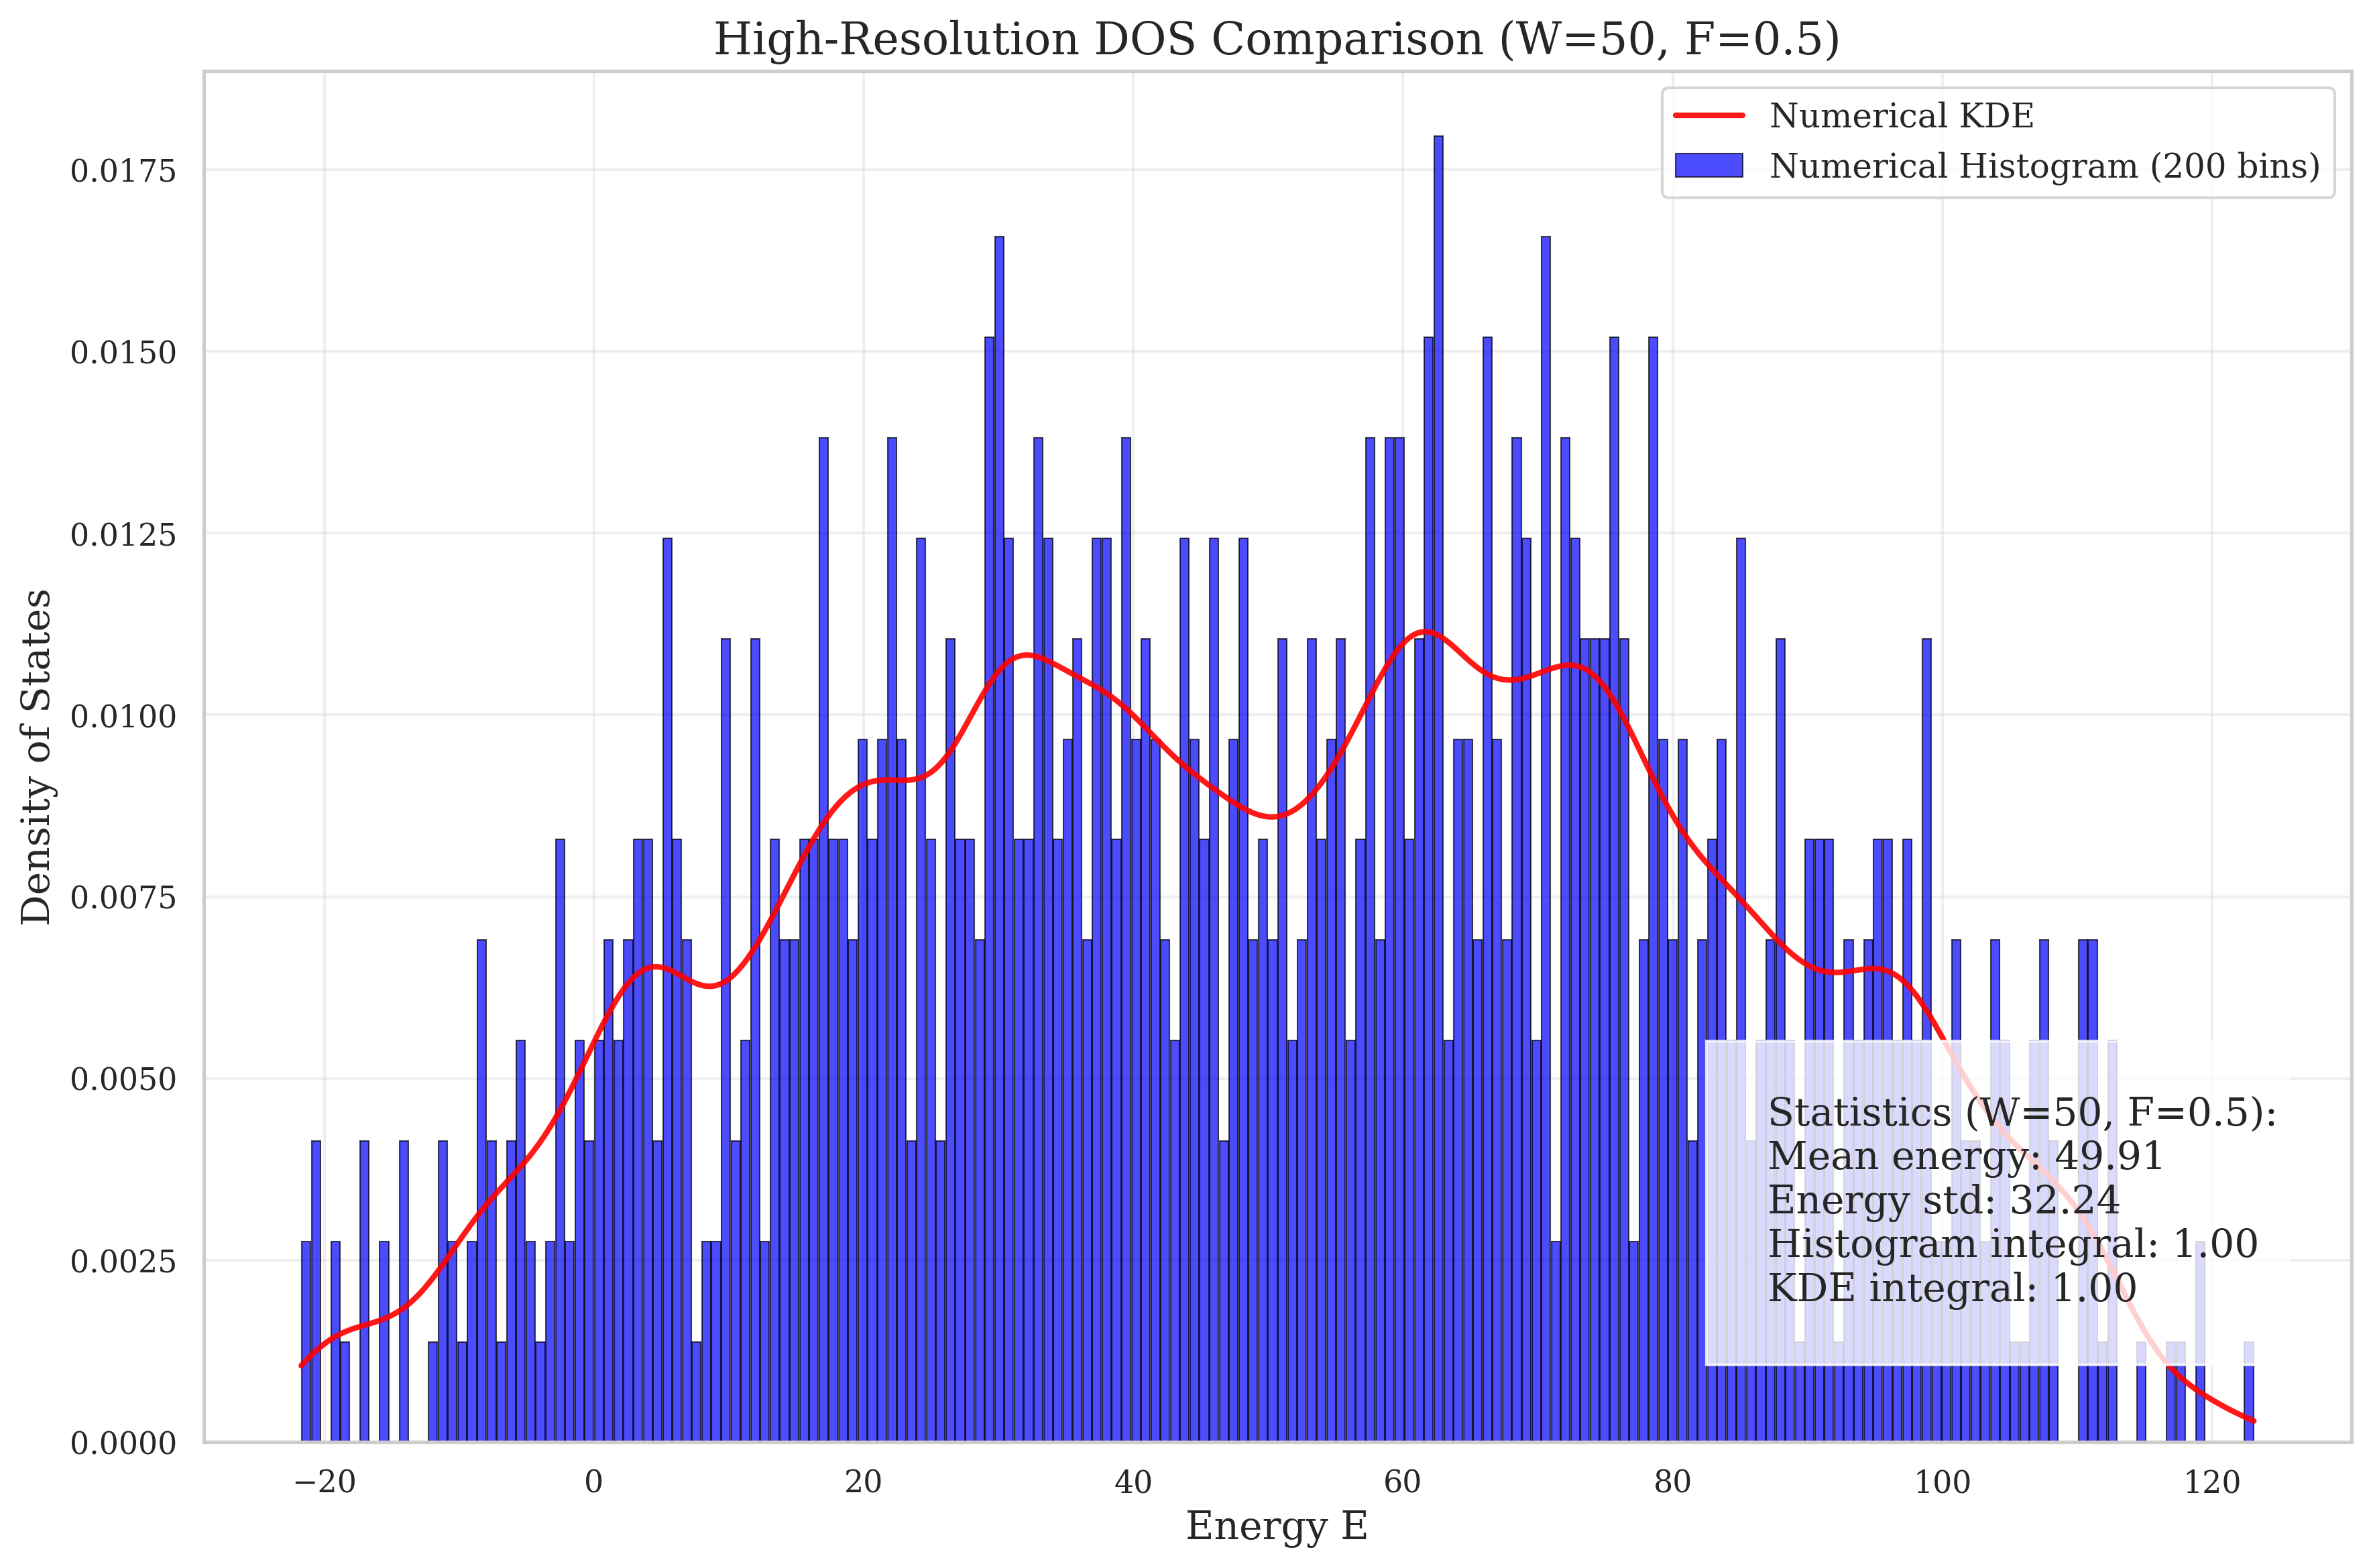 High-Resolution DOS Comparison (W=50, F=0.5)
Numerical KDE
Numerical Histogram (200 bins)
Density of States
0.0175
0.0150
0.0125
0.0100
0.0075
0.0050
0.0025
0.0000
Statistics (W=50, F=0.5):
Mean energy: 49.91
Energy std: 32.24
Histogram integral: 1.00
KDE integral: 1.00
−20 0 20 40 60 80 100 120
Energy E